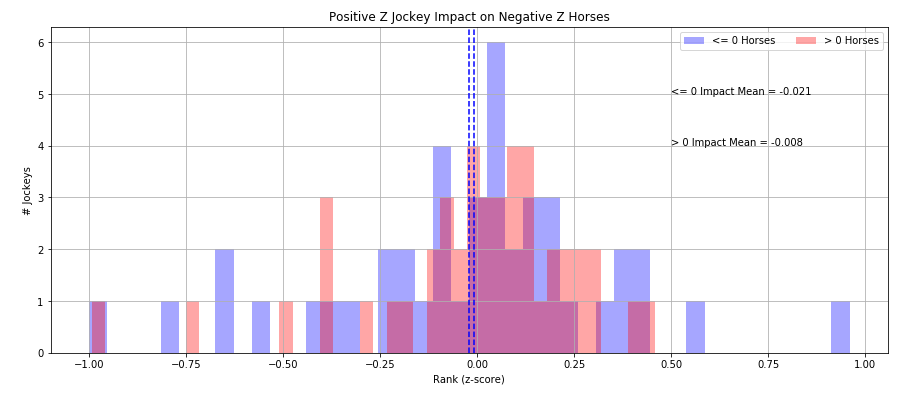 Positive Z Jockey Impact on Negative Z Horses
<= 0 Horses > 0 Horses
<= 0 Impact Mean = -0.021
> 0 Impact Mean = -0.008
# Jockeys
6
5
4
3
2
1
0
−1.00 −0.75 −0.50 −0.25 0.00 0.25 0.50 0.75 1.00
Rank (z-score)